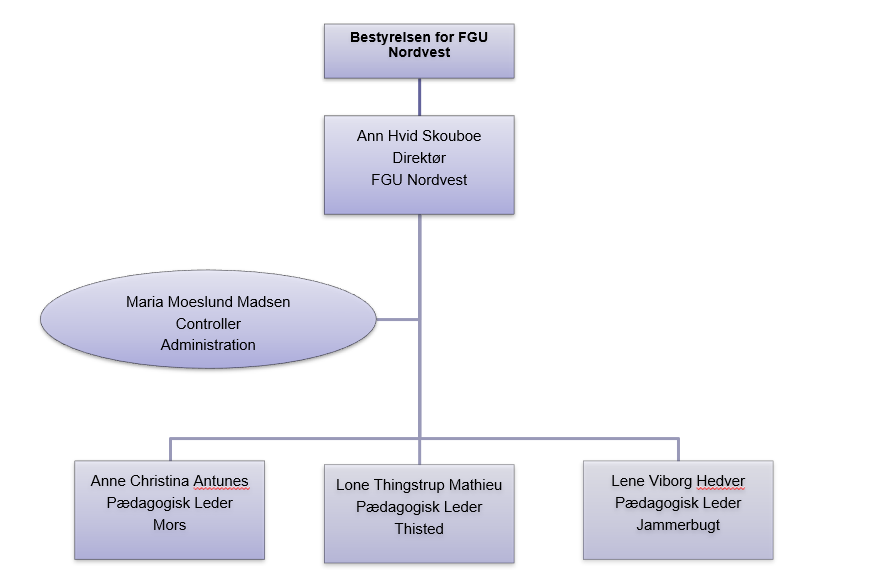 Bestyrelsen for FGU
Nordvest
Ann Hvid Skouboe
Direktør
FGU Nordvest
Maria Moeslund Madsen
Controller
Administration
Anne Christina Antunes
Pædagogisk Leder
Mors
Lone Thingstrup Mathieu
Pædagogisk Leder
Thisted
Lene Viborg Hedver
Pædagogisk Leder
Jammerbugt